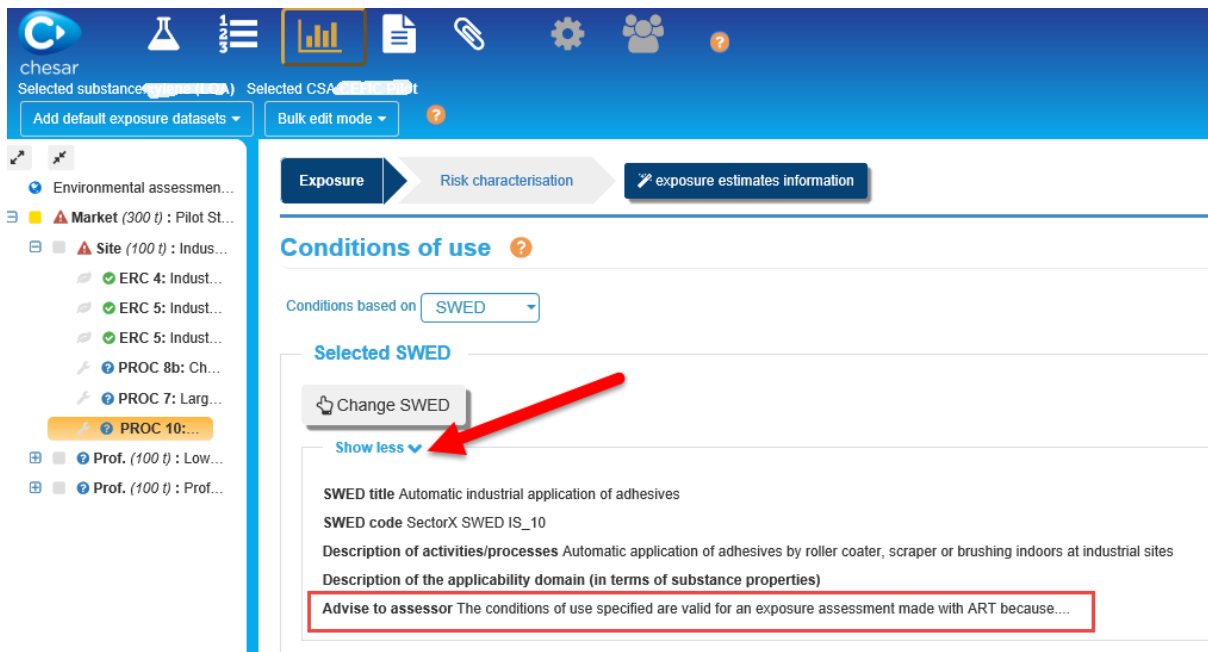 chesar
1
2
3
Selected substance Selected CSA
Add default exposure datasets
Bulk edit mode
?
Environmental assessmen...
Market (300 t) : Pilot St...
Site (100 t) : Indus...
ERC 4: Indust...
ERC 5: Indust...
ERC 5: Indust...
PROC 8b: Ch...
PROC 7: Larg...
PROC 10:...
Prof. (100 t) : Low...
Prof. (100 t) : Prof...
Exposure
Risk characterisation
exposure estimates information
Conditions of use ?
Conditions based on SWED
Selected SWED
Change SWED
Show less
SWED title Automatic industrial application of adhesives
SWED code SectorX SWED IS_10
Description of activities/processes Automatic application of adhesives by roller coater, scraper or brushing indoors at industrial sites
Description of the applicability domain (in terms of substance properties)
Advise to assessor The conditions of use specified are valid for an exposure assessment made with ART because....